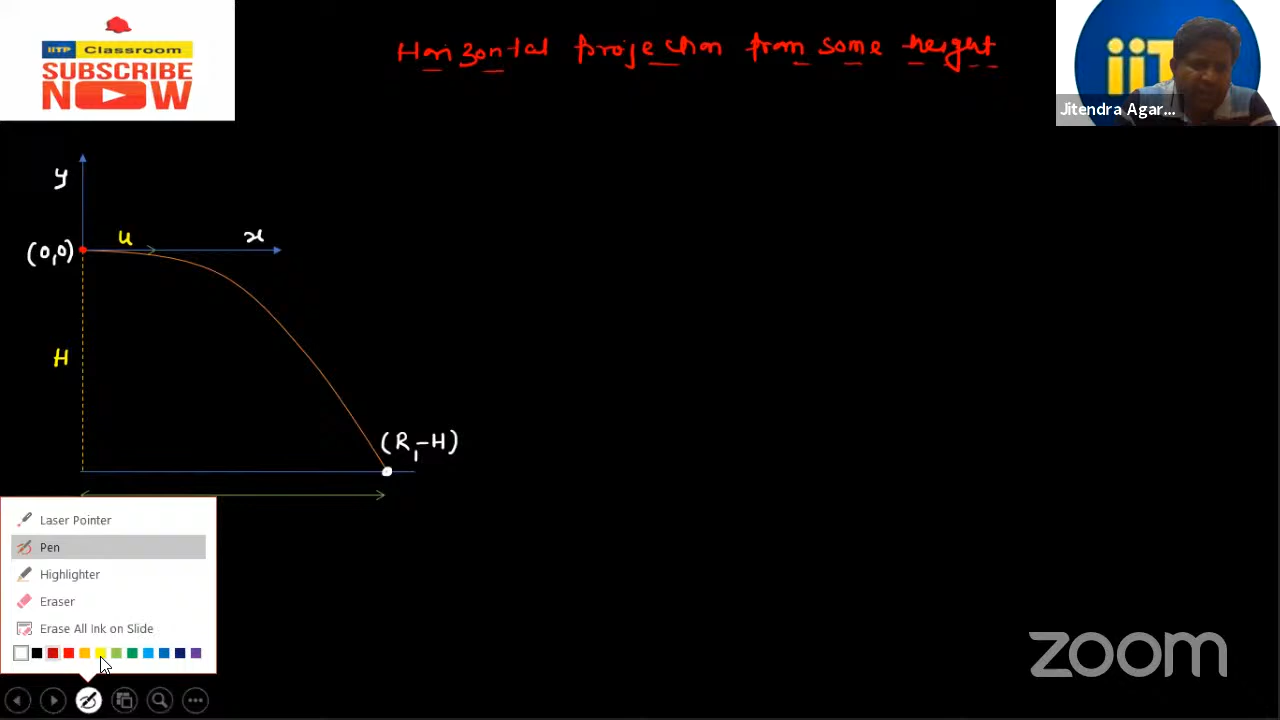 IITP Classroom
SUBSCRIBE
NOW
Horizontal projection from some height
iiTP
Jitendra Agar...
y
(0,0)
u
x
H
(R,-H)
Laser Pointer
Pen
Highlighter
Eraser
Erase All Ink on Slide
zoom